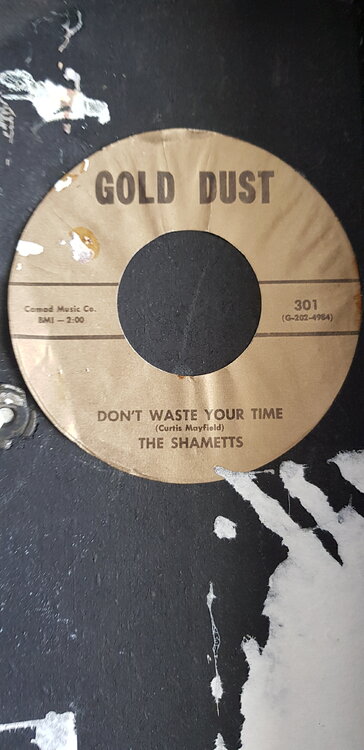 GOLD DUST
Camad Music Co.
BMI — 2:00
301
(G-202-4984)
DON'T WASTE YOUR TIME
(Curtis Mayfield)
THE SHAMETTS